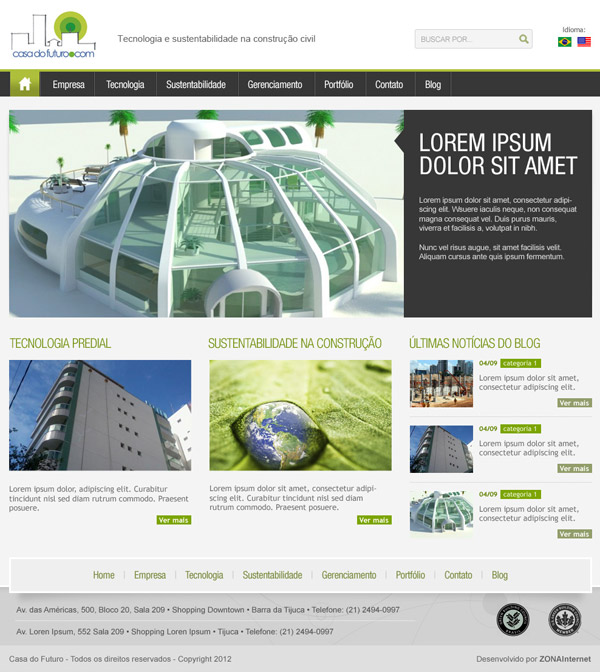 casa do futuro.com
Tecnologia e sustentabilidade na construção civil
BUSCAR POR...
Idioma:
Empresa
Tecnologia
Sustentabilidade
Gerenciamento
Portfólio
Contato
Blog
LOREM IPSUM
DOLOR SIT AMET
Lorem ipsum dolor sit amet, consectetur adipi-
scing elit. Wsuere iaculis neque, non consequat
magna consequat vel. Duis purus mauris,
viverra et facilisis a, volutpat in nibh.
Nunc vel risus augue, sit amet facilisis velit.
Aliquam cursus ante quis ipsum fermentum.
TECNOLOGIA PREDIAL
Lorem ipsum dolor, adipiscing elit. Curabitur
tincidunt nisl sed diam rutrum commodo. Praesent
posuere.
Ver mais
SUSTENTABILIDADE NA CONSTRUÇÃO
Lorem ipsum dolor sit amet, consectetur adipi-
scing elit. Curabitur tincidunt nisl sed diam
rutrum commodo.
Ver mais
ÚLTIMAS NOTÍCIAS DO BLOG
04/09 categoria 1
Lorem ipsum dolor sit amet,
consectetur adipiscing elit.
Ver mais
04/09 categoria 1
Lorem ipsum dolor sit amet,
consectetur adipiscing elit.
Ver mais
04/09 categoria 1
Lorem ipsum dolor sit amet,
consectetur adipiscing elit.
Ver mais
Home | Empresa | Tecnologia | Sustentabilidade | Gerenciamento | Portfólio | Contato | Blog
Av. das Américas, 500, Bloco 20, Sala 209 • Shopping Downtown • Barra da Tijuca • Telefone: (21) 2494-0997
Av. Loren Ipsum, 552 Sala 209 • Shopping Loren Ipsum • Tijuca • Telefone: (21) 2494-0997
Casa do Futuro - Todos os direitos reservados - Copyright 2012
Desenvolvido por ZONAInternet